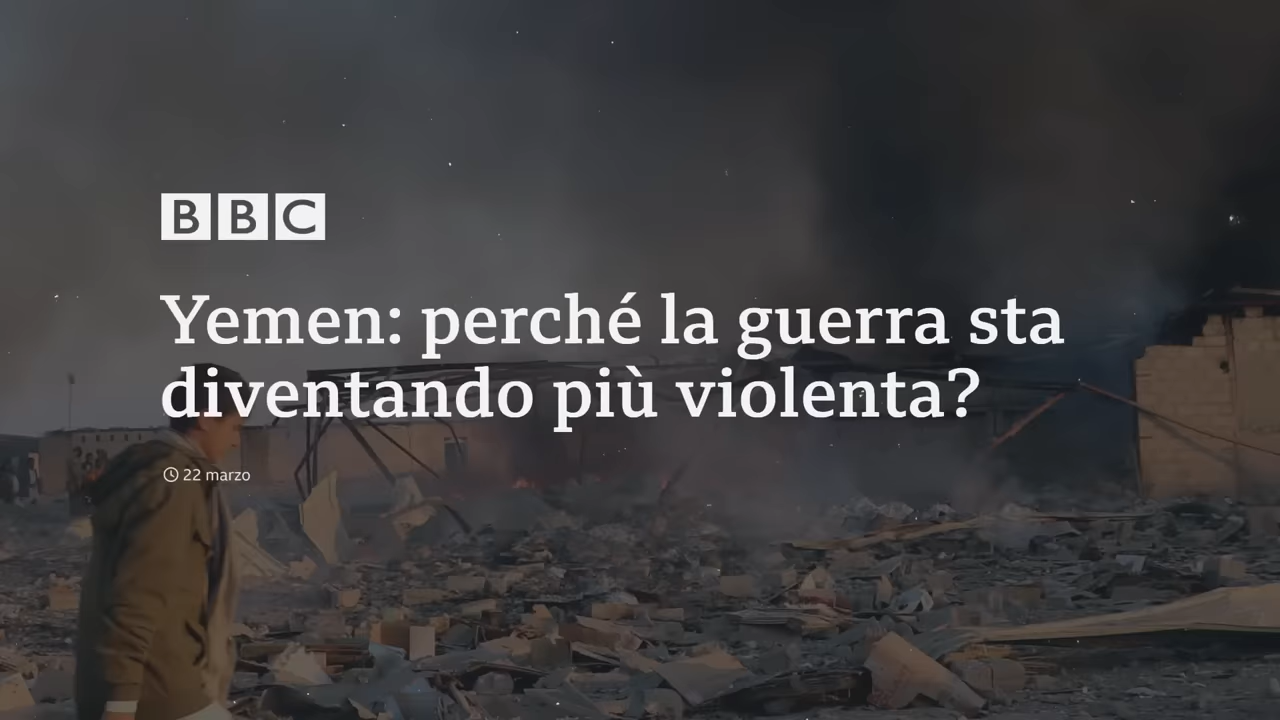 BBC
Yemen: perché la guerra sta
diventando più violenta?
22 marzo